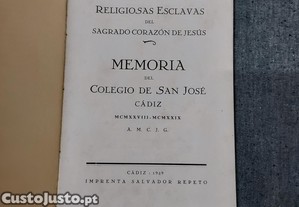 RELIGIOSAS ESCLAVAS
DEL
SAGRADO CORAZÓN DE JESÚS
MEMORIA
DEL
COLEGIO DE SAN JOSÉ
CÁDIZ
MCMXXVIII-MCMXXIX
A. M. C. J. G.
CÁDIZ - 1929
IMPRENTA SALVADOR REPETO
CustoJusto.pt